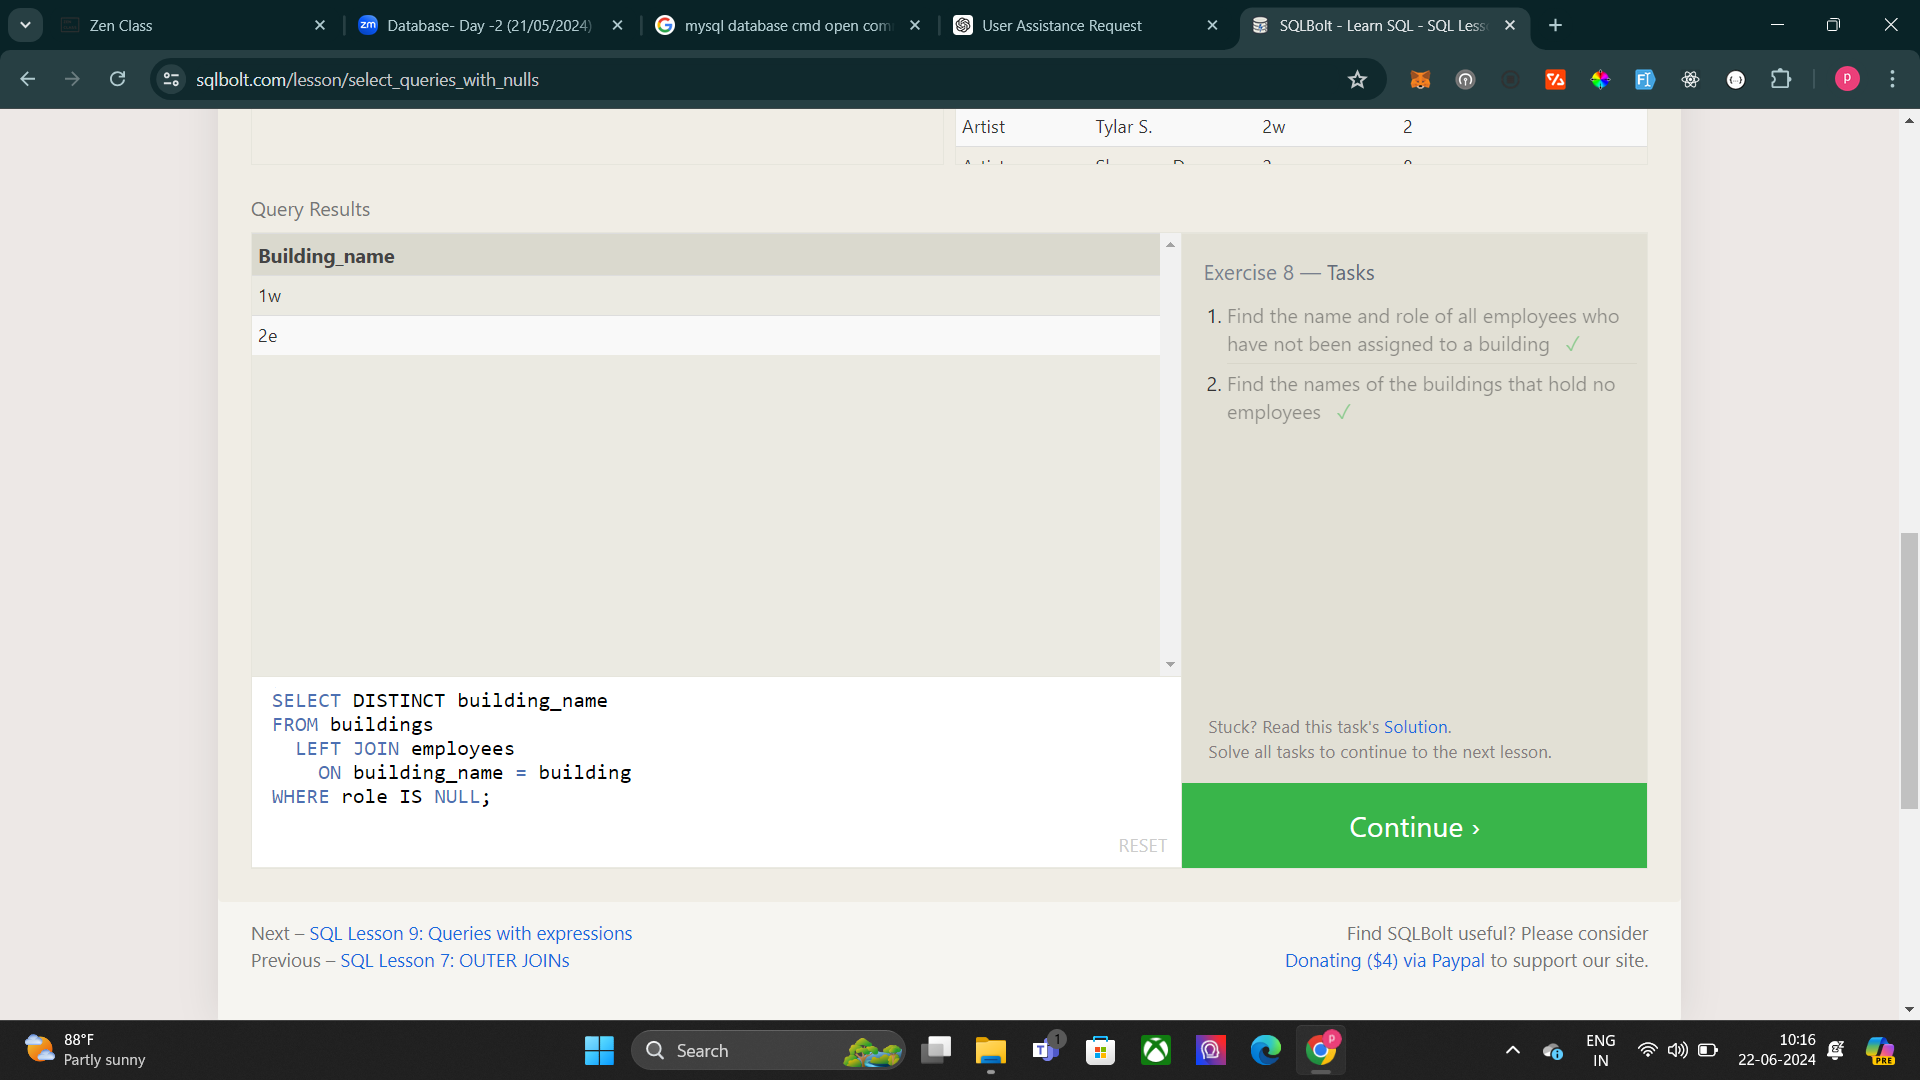 Zen Class
Database- Day -2 (21/05/2024)
mysql database cmd open com
User Assistance Request
SQLBolt - Learn SQL - SQL Less
sqlbolt.com/lesson/select_queries_with_nulls
P
Artist Tylar S. 2w 2
Query Results
Building_name
1w
2e
Exercise 8 — Tasks
1. Find the name and role of all employees who
have not been assigned to a building ✓
2. Find the names of the buildings that hold no
employees ✓
SELECT DISTINCT building_name
FROM buildings
LEFT JOIN employees
ON building_name = building
WHERE role IS NULL;
RESET
Stuck? Read this task's Solution.
Solve all tasks to continue to the next lesson.
Continue ›
Next – SQL Lesson 9: Queries with expressions
Previous – SQL Lesson 7: OUTER JOINs
Find SQLBolt useful? Please consider
Donating ($4) via Paypal to support our site.
88°F
Partly sunny
Search
1
P
ENG
IN
10:16
22-06-2024
PRE